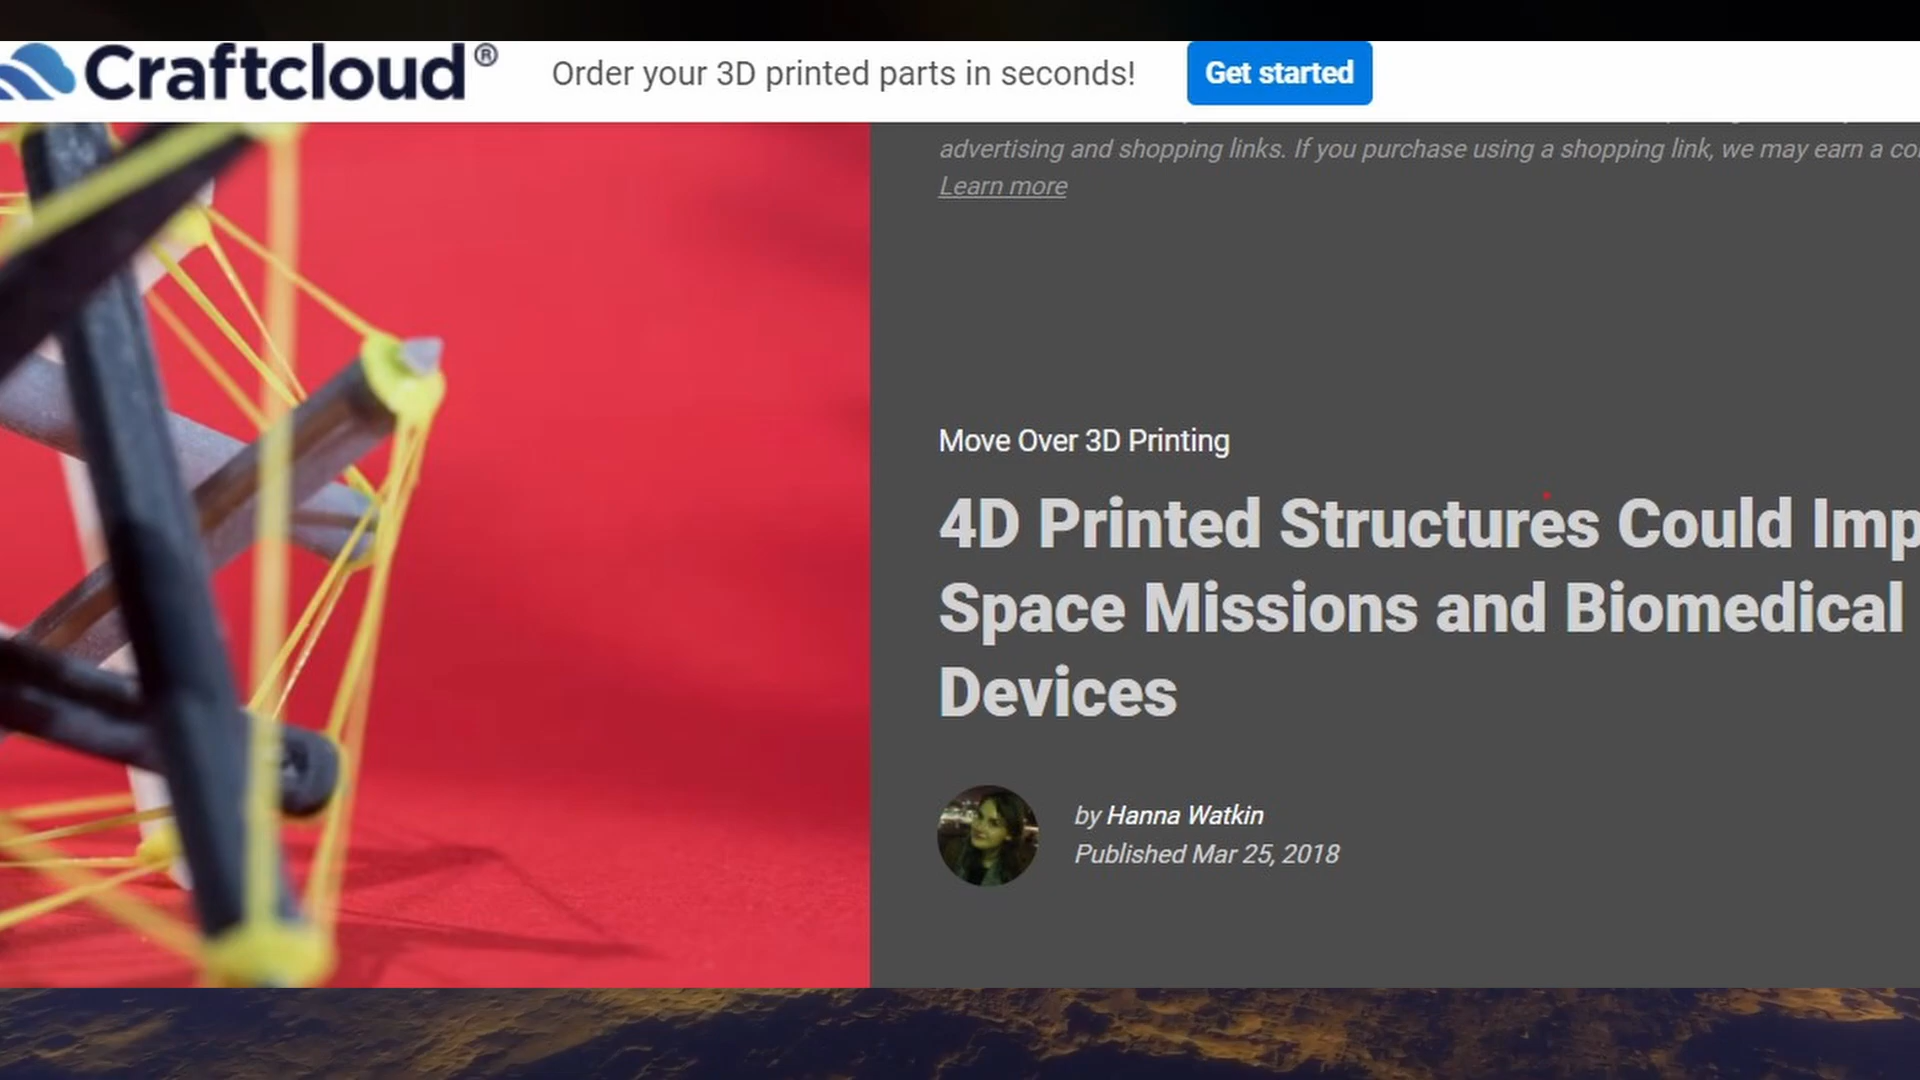 Craftcloud®
Order your 3D printed parts in seconds!
Get started
advertising and shopping links. If you purchase using a shopping link, we may earn a
Learn more
Move Over 3D Printing
4D Printed Structures Could Imp
Space Missions and Biomedical
Devices
by Hanna Watkin
Published Mar 25, 2018